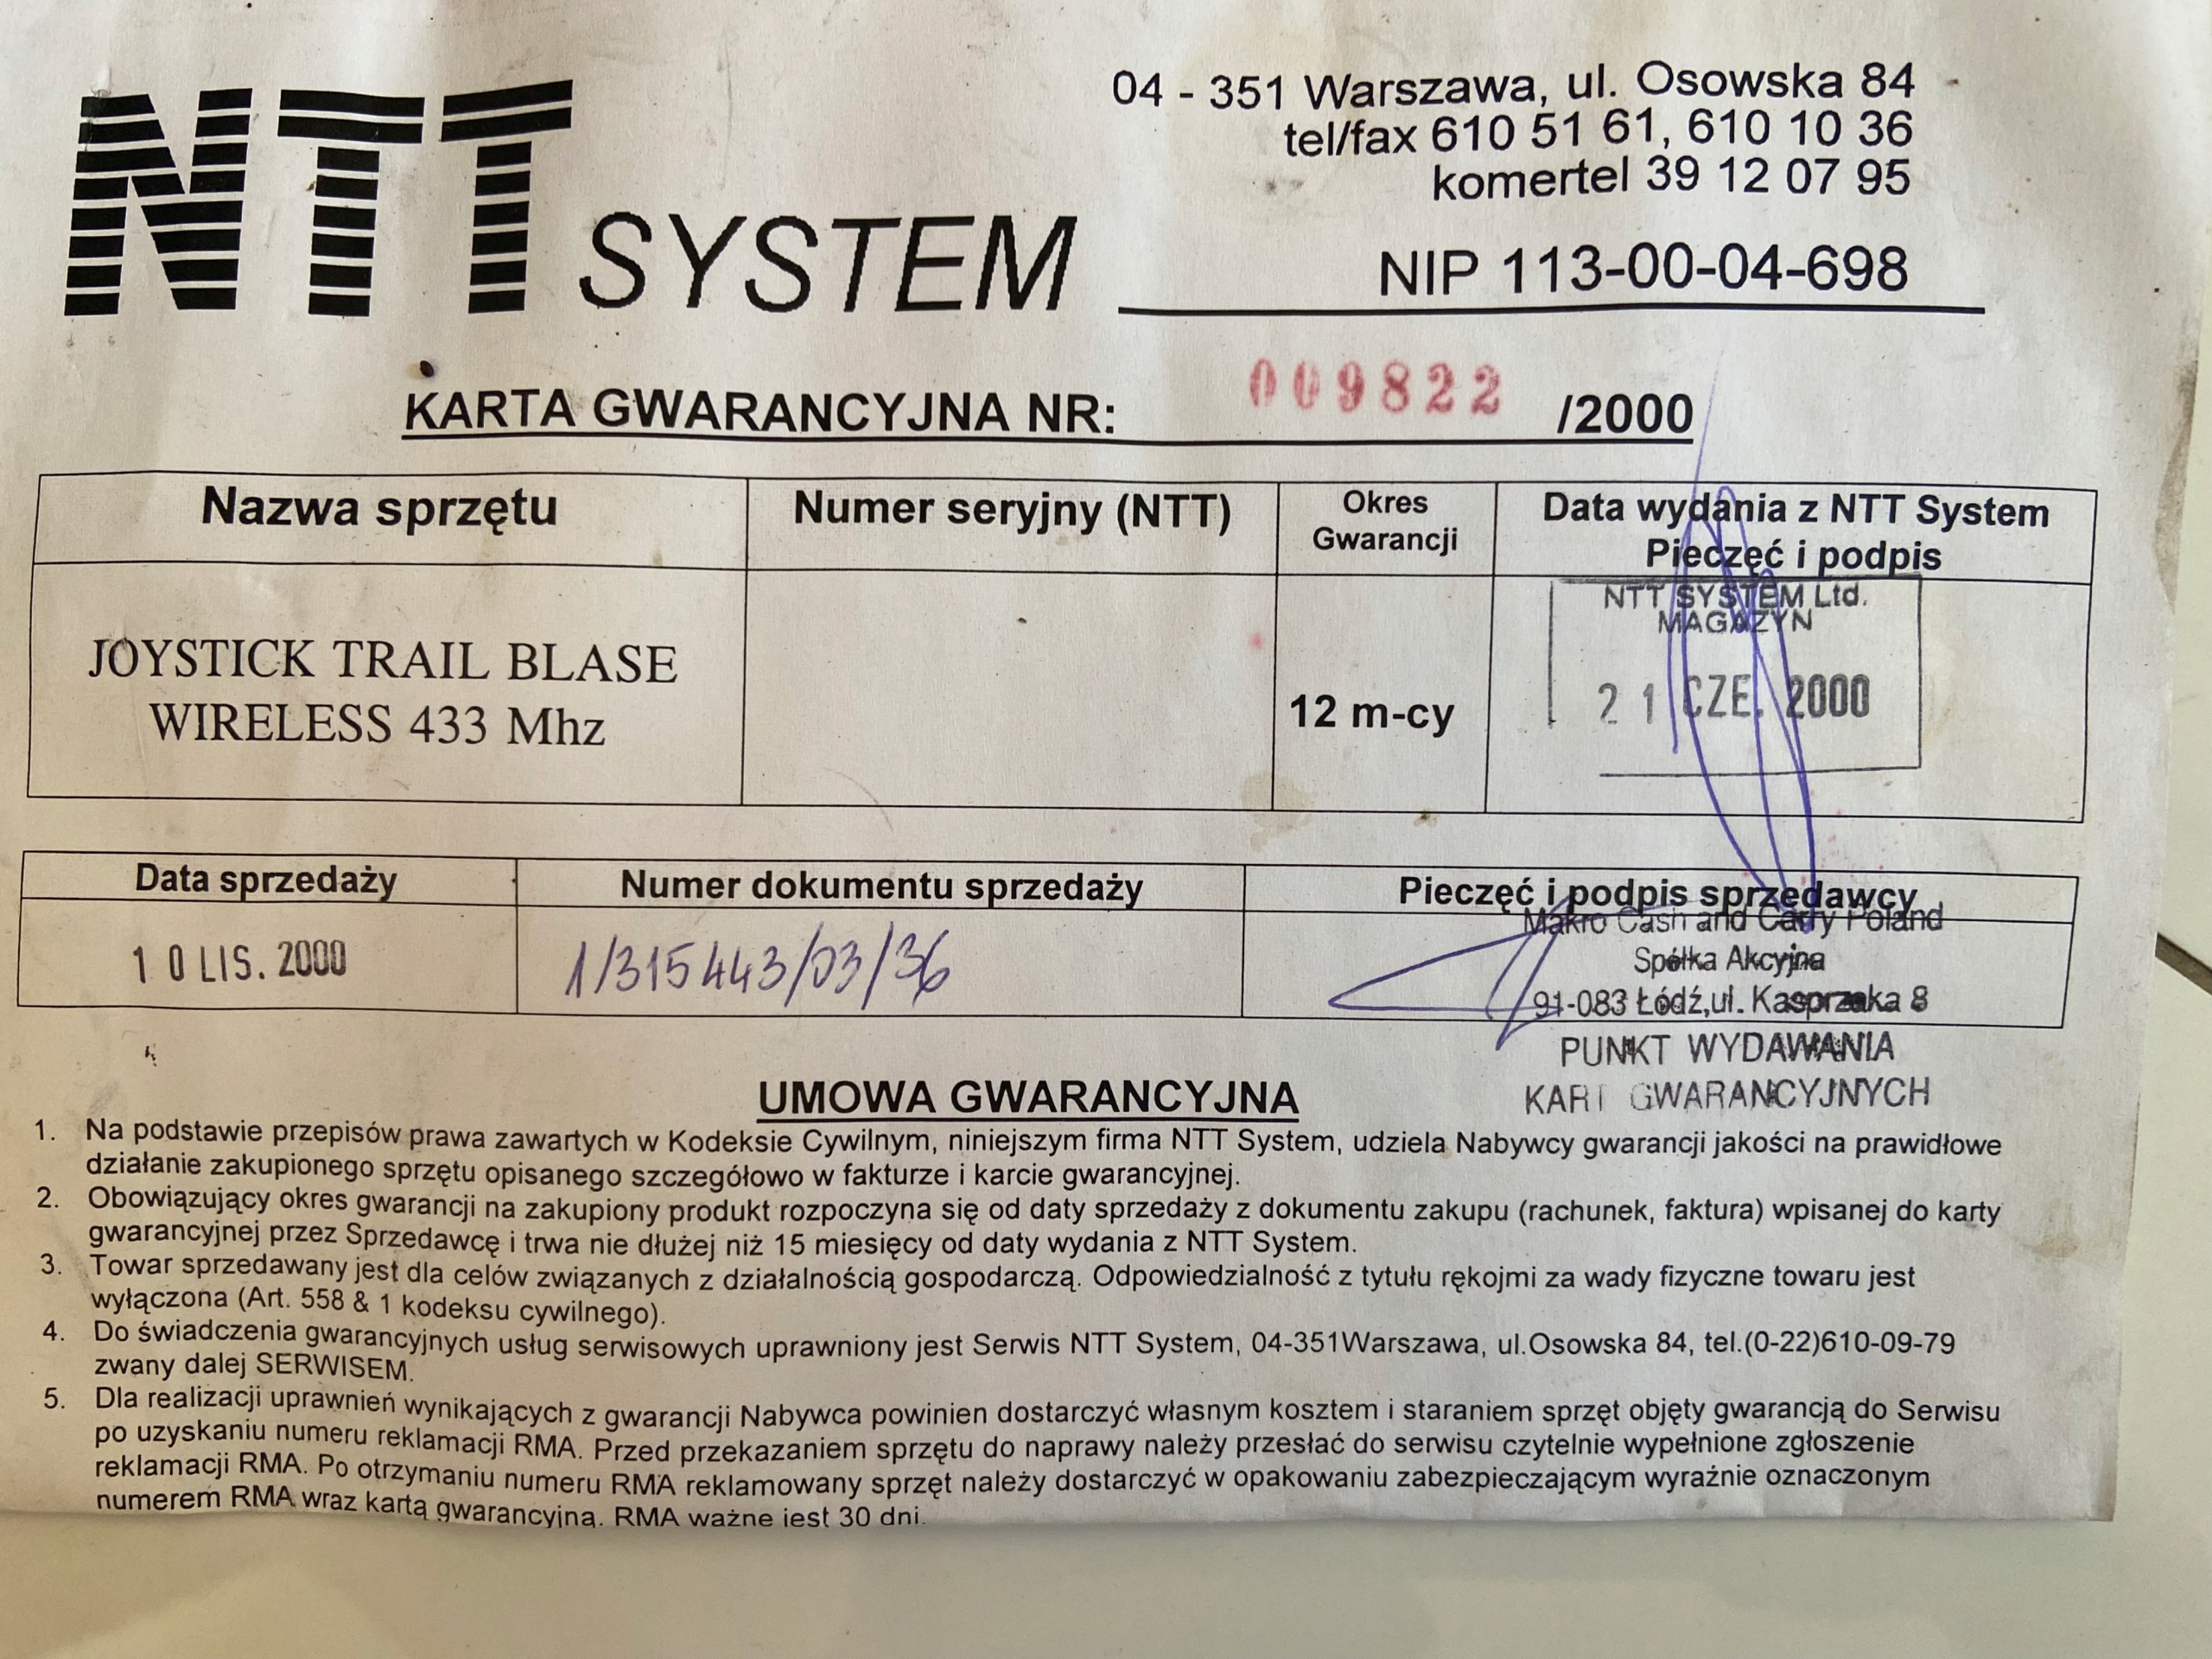 NTT SYSTEM
04 - 351 Warszawa, ul. Osowska 84
tel/fax 610 51 61, 610 10 36
komertel 39 12 07 95
NIP 113-00-04-698
KARTA GWARANCYJNA NR: 009822 /2000
Nazwa sprzętu
Numer seryjny (NTT)
Okres
Gwarancji
Data wydania z NTT System
Pieczęć i podpis
JOYSTICK TRAIL BLASE
WIRELESS 433 Mhz
12 m-cy
NTT SYSTEM Ltd.
MAGAZYN
21 CZE. 2000
Data sprzedaży
Numer dokumentu sprzedaży
Pieczęć i podpis sprzedawcy
10 LIS. 2000
1/315443/03/36
Makro Cash and Carry Poland
Spółka Akcyjna
91-083 Łódź,ul. Kasprzaka 8
PUNKT WYDAWANIA
KART GWARANCYJNYCH
UMOWA GWARANCYJNA
1. Na podstawie przepisów prawa zawartych w Kodeksie Cywilnym, niniejszym firma NTT System, udziela Nabywcy gwarancji jakości na prawidłowe
działanie zakupionego sprzętu opisanego szczegółowo w fakturze i karcie gwarancyjnej.
2. Obowiązujący okres gwarancji na zakupiony produkt rozpoczyna się od daty sprzedaży z dokumentu zakupu (rachunek, faktura) wpisanej do karty
gwarancyjnej przez Sprzedawcę i trwa nie dłużej niż 15 miesięcy od daty wydania z NTT System.
3. Towar sprzedawany jest dla celów związanych z działalnością gospodarczą. Odpowiedzialność z tytułu rękojmi za wady fizyczne towaru jest
wyłączona (Art. 558 & 1 kodeksu cywilnego).
4. Do świadczenia gwarancyjnych usług serwisowych uprawniony jest Serwis NTT System, 04-351Warszawa, ul.Osowska 84, tel.(0-22)610-09-79
zwany dalej SERWISEM.
5. Dla realizacji uprawnień wynikających z gwarancji Nabywca powinien dostarczyć własnym kosztem i staraniem sprzęt objęty gwarancją do Serwisu
po uzyskaniu numeru reklamacji RMA. Przed przekazaniem sprzętu do naprawy należy przesłać do serwisu czytelnie wypełnione zgłoszenie
reklamacji RMA. Po otrzymaniu numeru RMA reklamowany sprzęt należy dostarczyć w opakowaniu zabezpieczającym wyraźnie oznaczonym
numerem RMA wraz kartą gwarancyjną. RMA ważne jest 30 dni.